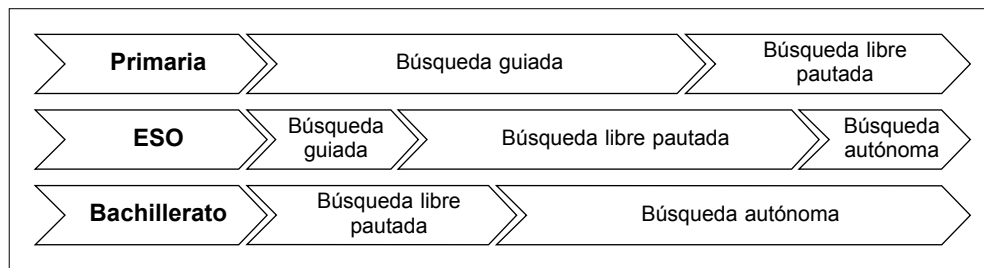 Primaria
Búsqueda guiada
Búsqueda libre
pautada
ESO
Búsqueda
guiada
Búsqueda libre pautada
Búsqueda
autónoma
Bachillerato
Búsqueda libre
pautada
Búsqueda autónoma